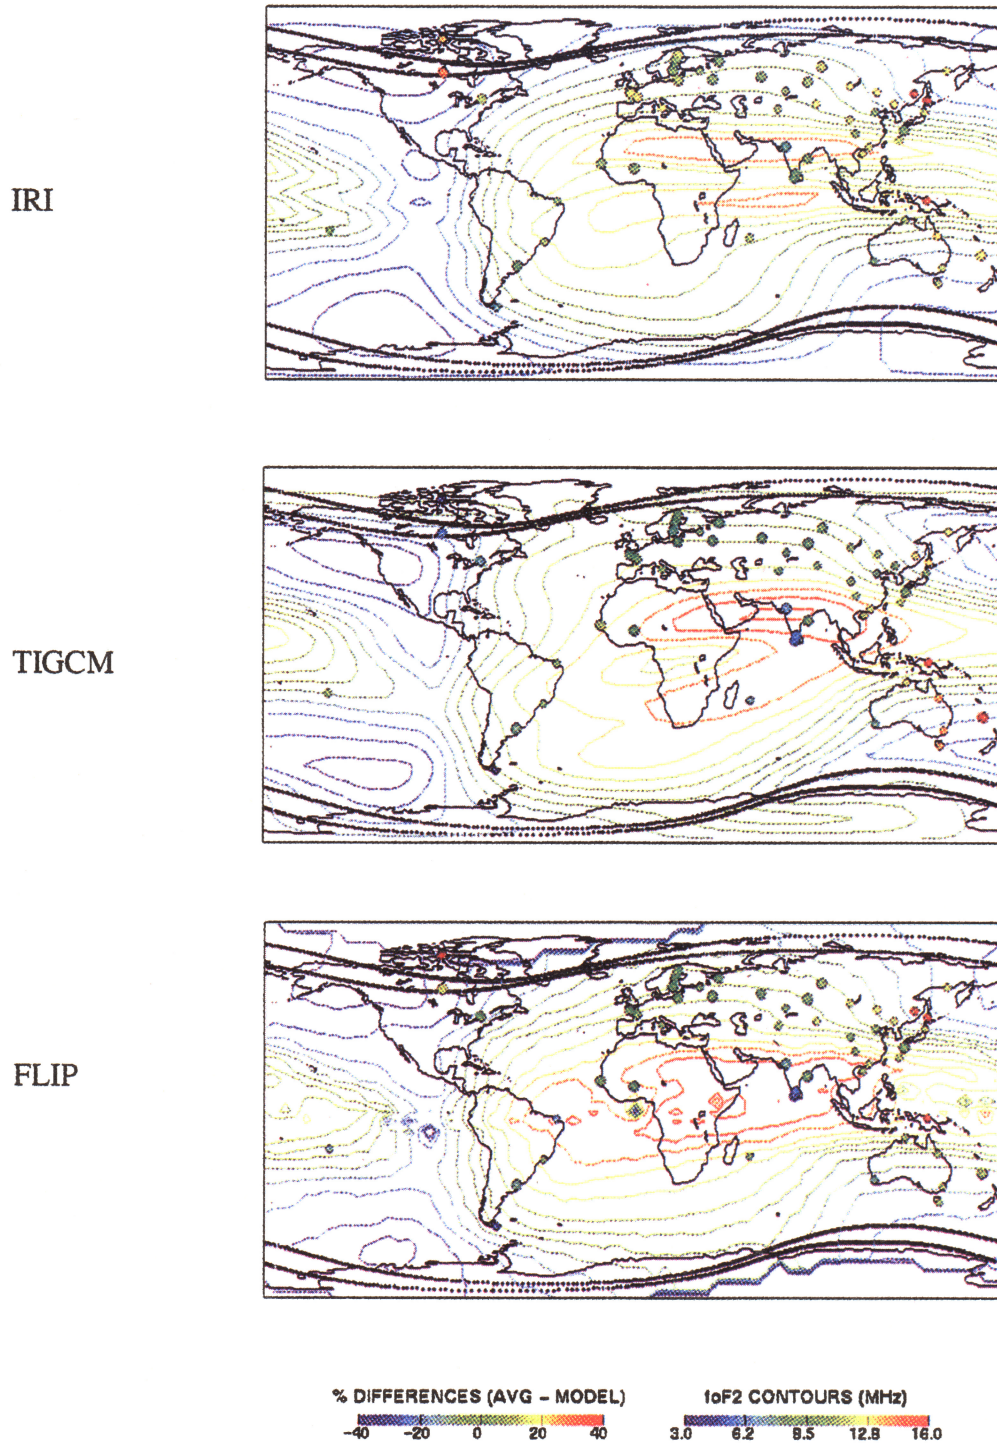 IRI
TIGCM
FLIP
% DIFFERENCES (AVG – MODEL)
-40 -20 0 20 40
foF2 CONTOURS (MHz)
3.0 6.2 9.5 12.8 16.0